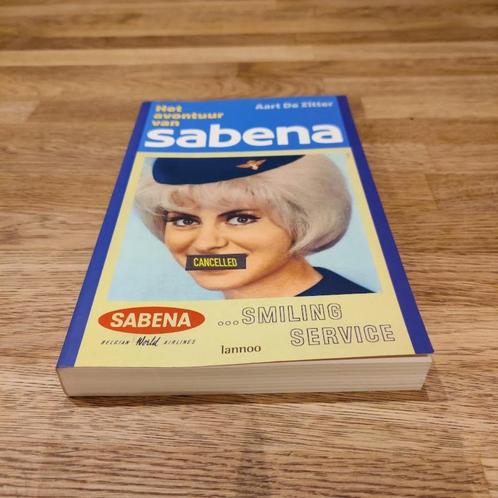 Het
avontuur
van
Aart De Zitter
sabena
CANCELLED
SABENA
BELGIAN World AIRLINES
...SMILING
SERVICE
lannoo